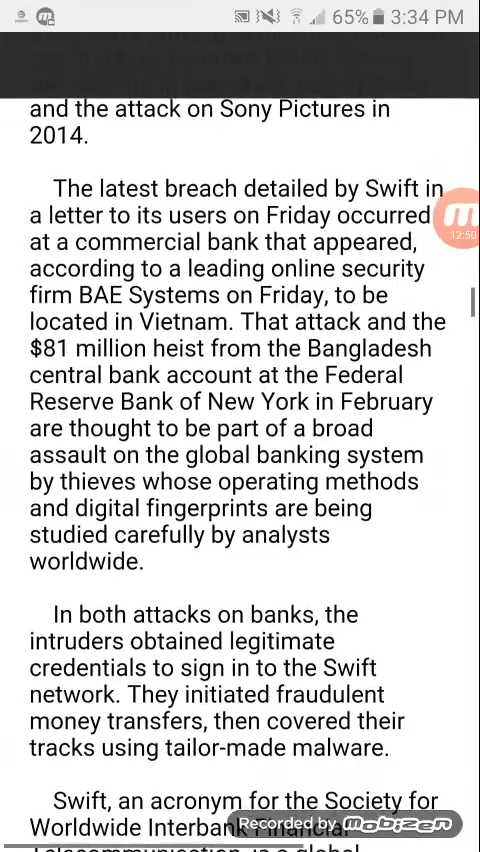 65% 3:34 PM
and the attack on Sony Pictures in
2014.
The latest breach detailed by Swift in
a letter to its users on Friday occurred
at a commercial bank that appeared,
according to a leading online security
firm BAE Systems on Friday, to be
located in Vietnam. That attack and the
$81 million heist from the Bangladesh
central bank account at the Federal
Reserve Bank of New York in February
are thought to be part of a broad
assault on the global banking system
by thieves whose operating methods
and digital fingerprints are being
studied carefully by analysts
worldwide.
12:50
In both attacks on banks, the
intruders obtained legitimate
credentials to sign in to the Swift
network. They initiated fraudulent
money transfers, then covered their
tracks using tailor-made malware.
Swift, an acronym for the Society for
Worldwide Interbank Financial
Telecommunication, is a global
Recorded by mobizen